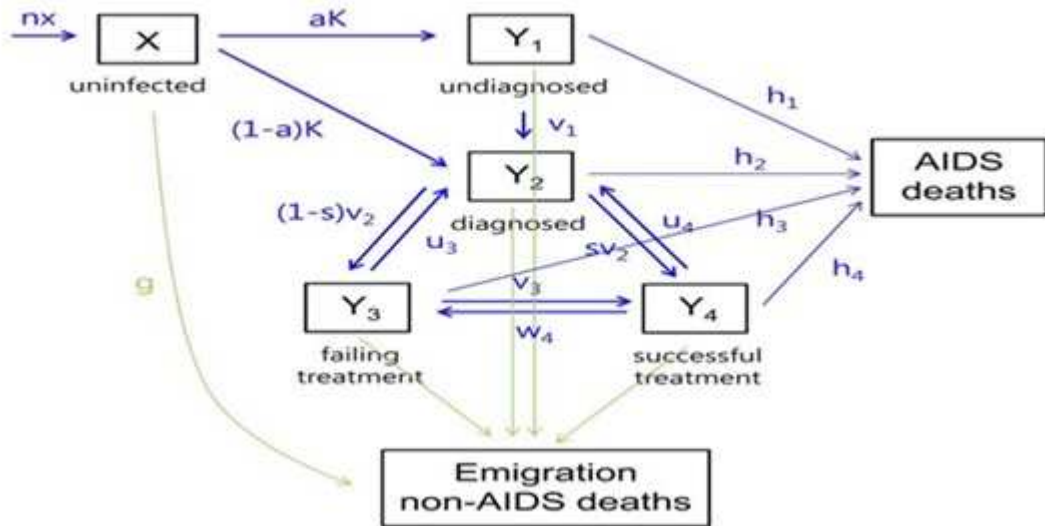 nx
X
uninfected
aK
Y₁
undiagnosed
h₁
(1-a)K
v₁
Y₂
diagnosed
h₂
AIDS
deaths
(1-s)v₂
u₃
u₄
sv₂
h₃
h₄
g
Y₃
failing
treatment
v₃
w₄
Y₄
successful
treatment
Emigration
non-AIDS deaths